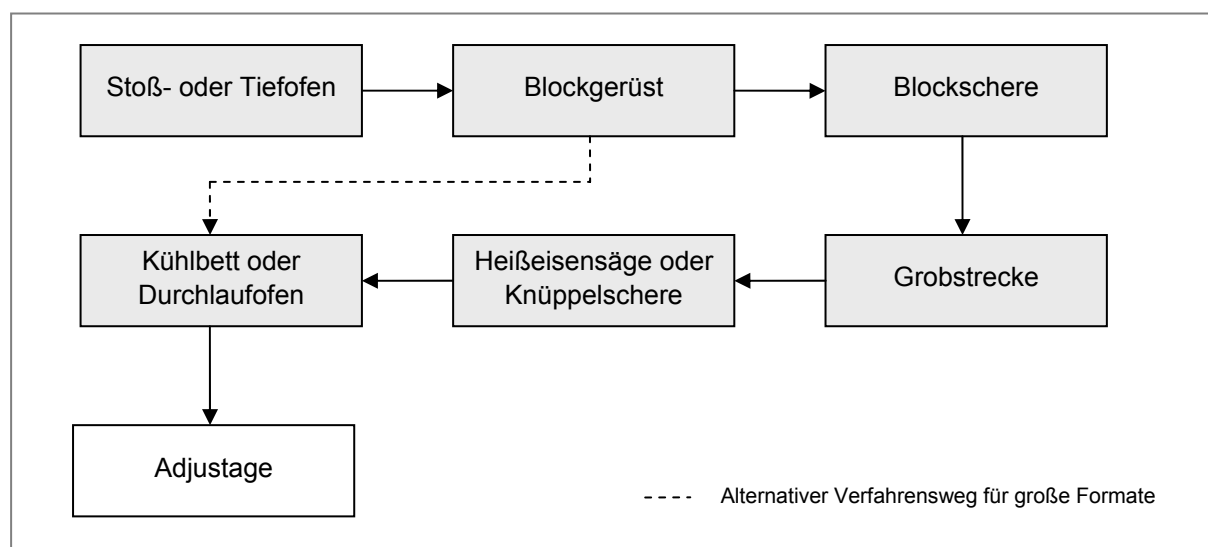 Stoß- oder Tiefofen
Blockgerüst
Blockschere
Kühlbett oder
Durchlaufofen
Heißeisensäge oder
Knüppelschere
Grobstrecke
Adjustage
Alternativer Verfahrensweg für große Formate